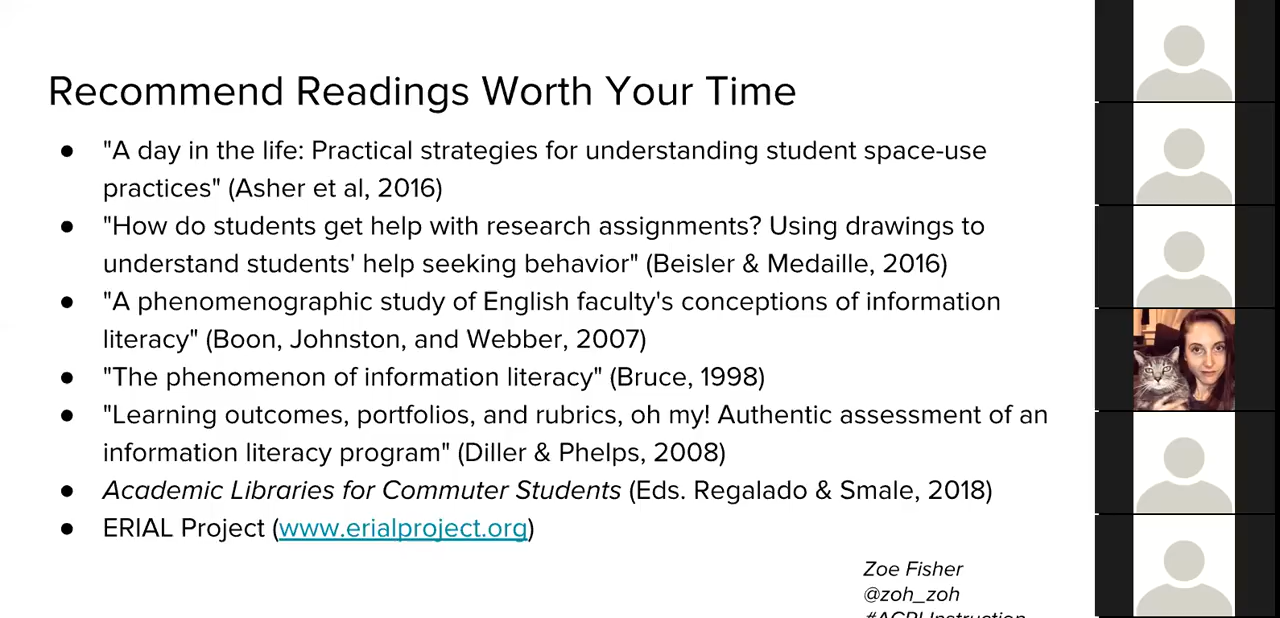 Recommend Readings Worth Your Time
● "A day in the life: Practical strategies for understanding student space-use
practices" (Asher et al, 2016)
● "How do students get help with research assignments? Using drawings to
understand students' help seeking behavior" (Beisler & Medaille, 2016)
● "A phenomenographic study of English faculty's conceptions of information
literacy" (Boon, Johnston, and Webber, 2007)
● "The phenomenon of information literacy" (Bruce, 1998)
● "Learning outcomes, portfolios, and rubrics, oh my! Authentic assessment of an
information literacy program" (Diller & Phelps, 2008)
● Academic Libraries for Commuter Students (Eds. Regalado & Smale, 2018)
● ERIAL Project (www.erialproject.org)
Zoe Fisher
@zoh_zoh
#ACRLInstruction